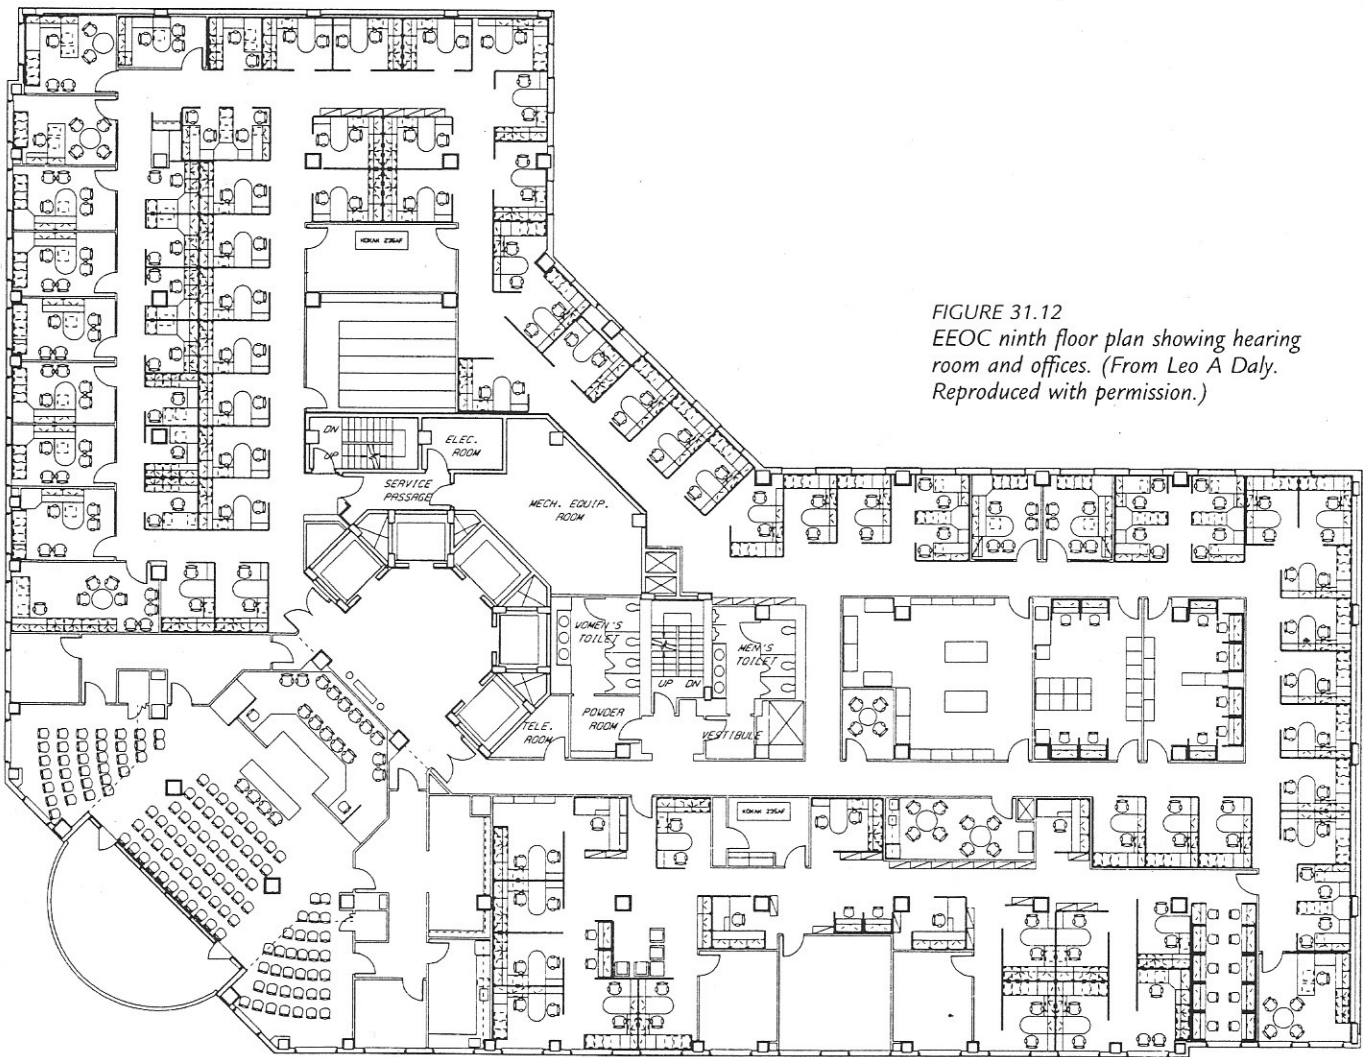 FIGURE 31.12
EEOC ninth floor plan showing hearing
room and offices. (From Leo A Daly.
Reproduced with permission.)
DN
UP
ELEC.
ROOM
SERVICE
PASSAGE
MECH. EQUIP.
ROOM
WOMEN'S
TOILET
MEN'S
TOILET
UP DN
POWDER
ROOM
TELE.
ROOM
VESTIBULE